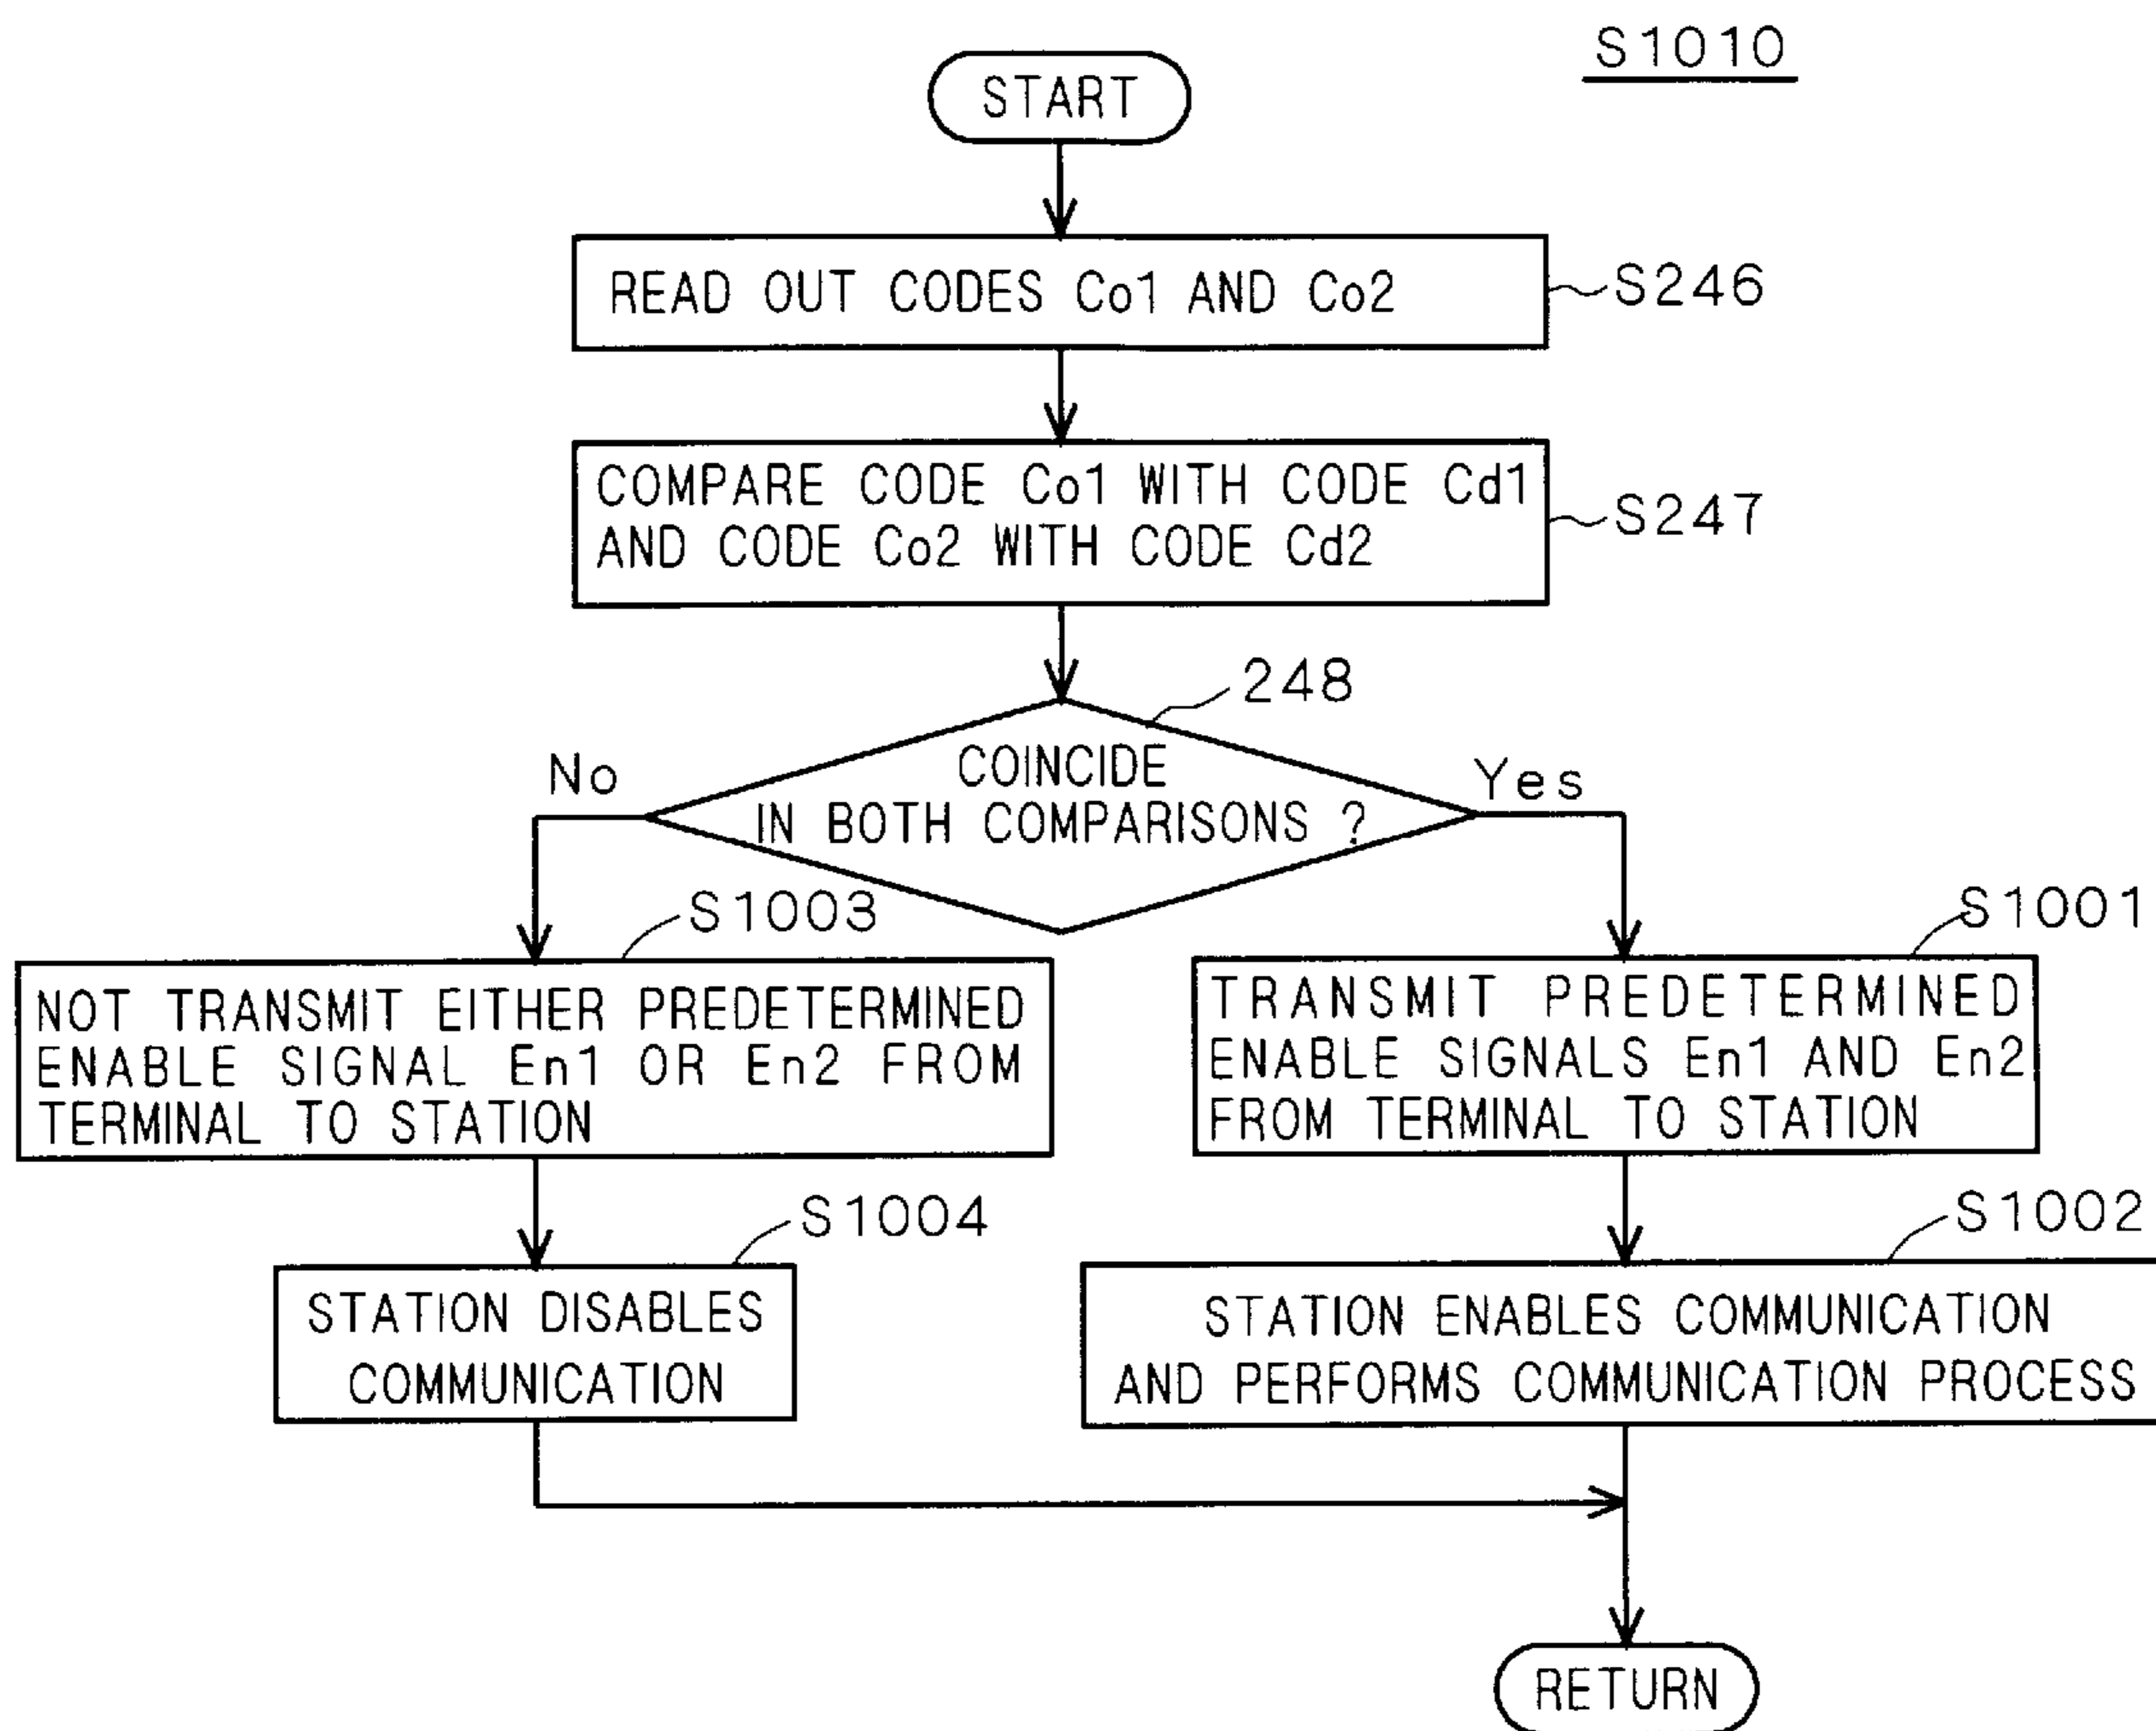 S1010
START
READ OUT CODES Co1 AND Co2
S246
COMPARE CODE Co1 WITH CODE Cd1
AND CODE Co2 WITH CODE Cd2
S247
248
COINCIDE
IN BOTH COMPARISONS ?
No
Yes
S1003
NOT TRANSMIT EITHER PREDETERMINED
ENABLE SIGNAL En1 OR En2 FROM
TERMINAL TO STATION
S1001
TRANSMIT PREDETERMINED
ENABLE SIGNALS En1 AND En2
FROM TERMINAL TO STATION
S1004
STATION DISABLES
COMMUNICATION
S1002
STATION ENABLES COMMUNICATION
AND PERFORMS COMMUNICATION PROCESS
RETURN